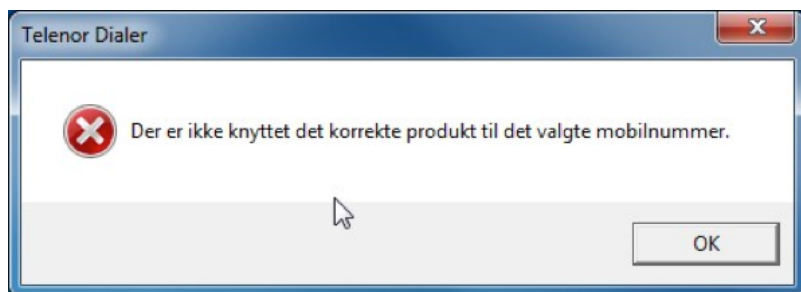 Telenor Dialer
Der er ikke knyttet det korrekte produkt til det valgte mobilnummer.
OK